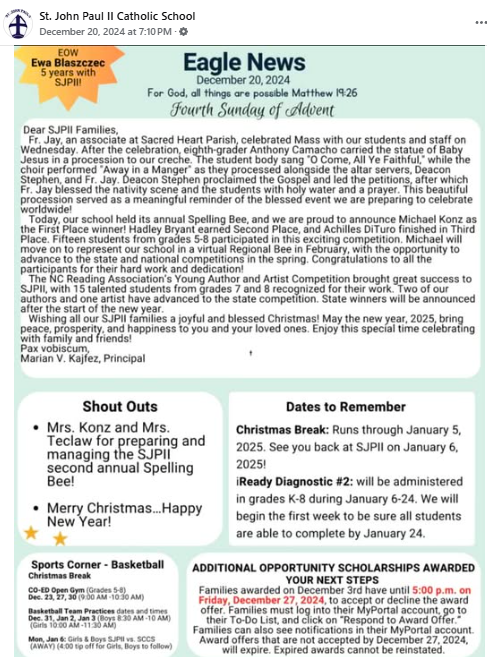 St. John Paul II Catholic School
December 20, 2024 at 7:10 PM ·
EOW
Ewa Blaszczec
5 years with
SJPII!
Eagle News
December 20, 2024
For God, all things are possible Matthew 19:26
Fourth Sunday of Advent
Dear SJPII Families,
Fr. Jay, an associate at Sacred Heart Parish, celebrated Mass with our students and staff on
Wednesday. After the celebration, eighth-grader Anthony Camacho carried the statue of Baby
Jesus in a procession to our creche. The student body sang "O Come, All Ye Faithful," while the
choir performed "Away in a Manger" as they processed alongside the altar servers, Deacon
Stephen, and Fr. Jay. Deacon Stephen proclaimed the Gospel and led the petitions, after which
Fr. Jay blessed the nativity scene and the students with holy water and a prayer. This beautiful
procession served as a meaningful reminder of the blessed event we are preparing to celebrate
worldwide!
Today, our school held its annual Spelling Bee, and we are proud to announce Michael Konz as
the First Place winner! Hadley Bryant earned Second Place, and Achilles DiTuro finished in Third
Place. Fifteen students from grades 5-8 participated in this exciting competition. Michael will
move on to represent our school in a virtual Regional Bee in February, with the opportunity to
advance to the state and national competitions in the spring. Congratulations to all the
participants for their hard work and dedication!
The NC Reading Association's Young Author and Artist Competition brought great success to
SJPII, with 15 talented students from grades 7 and 8 recognized for their work. Two of our
authors and one artist have advanced to the state competition. State winners will be announced
after the start of the new year.
Wishing all our SJPII families a joyful and blessed Christmas! May the new year, 2025, bring
peace, prosperity, and happiness to you and your loved ones. Enjoy this special time celebrating
with family and friends!
Pax vobiscum,
Marian V. Kajfez, Principal
Shout Outs
• Mrs. Konz and Mrs.
Teclaw for preparing and
managing the SJPII
second annual Spelling
Bee!
• Merry Christmas...Happy
New Year!
Dates to Remember
Christmas Break: Runs through January 5,
2025. See you back at SJPII on January 6,
2025!
iReady Diagnostic #2: will be administered
in grades K-8 during January 6-24. We will
begin the first week to be sure all students
are able to complete by January 24.
Sports Corner - Basketball
Christmas Break
CO-ED Open Gym (Grades 5-8)
Dec. 23, 27, 30 (9:00 AM -10:30 AM)
Basketball Team Practices dates and times
Dec. 31, Jan 2, Jan 3 (Boys 8:30 AM -10 AM)
(Girls 10:00 AM -11:30 AM)
Mon, Jan 6: Girls & Boys SJPII vs. SCCS
(AWAY) (4:00 tip off for Girls, Boys to follow)
ADDITIONAL OPPORTUNITY SCHOLARSHIPS AWARDED
YOUR NEXT STEPS
Families awarded on December 3rd have until 5:00 p.m. on
Friday, December 27, 2024, to accept or decline the award
offer. Families must log into their MyPortal account, go to
their To-Do List, and click on "Respond to Award Offer."
Families can also see notifications in their MyPortal account.
Award offers that are not accepted by December 27, 2024,
will expire. Expired awards cannot be reinstated.